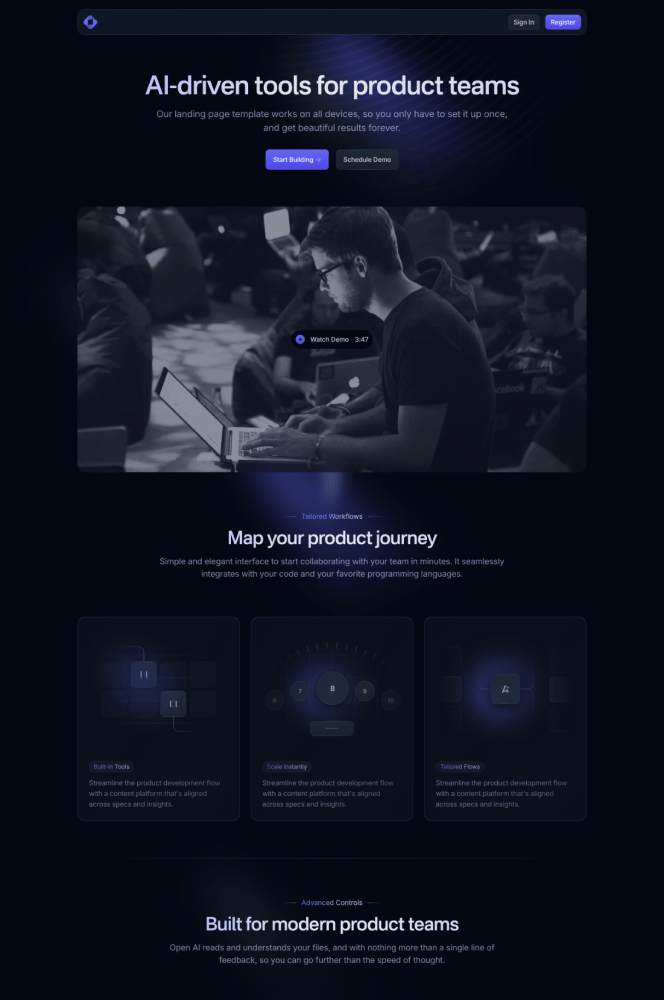 Sign In
Register
AI-driven tools for product teams
Our landing page template works on all devices, so you only have to set it up once,
and get beautiful results forever.
Start Building ->
Schedule Demo
Watch Demo - 3:47
facebook
Tailored Workflows
Map your product journey
Simple and elegant interface to start collaborating with your team in minutes. It seamlessly
integrates with your code and your favorite programming languages.
6
7
8
9
10
Built-in Tools
Scale Instantly
Tailored Flows
Streamline the product development flow
with a content platform that's aligned
across specs and insights.
Streamline the product development flow
with a content platform that's aligned
across specs and insights.
Streamline the product development flow
with a content platform that's aligned
across specs and insights.
Advanced Controls
Built for modern product teams
Open AI reads and understands your files, and with nothing more than a single line of
feedback, so you can go further than the speed of thought.